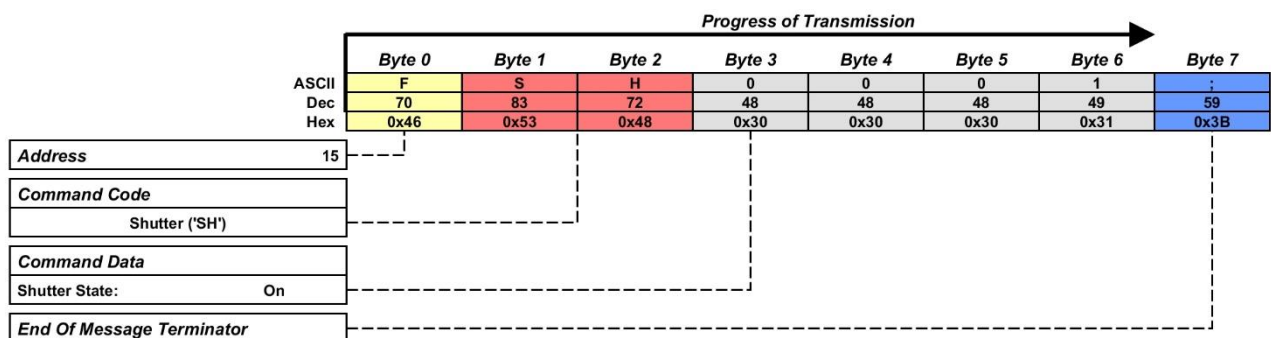 Progress of Transmission
Byte 0 Byte 1 Byte 2 Byte 3 Byte 4 Byte 5 Byte 6 Byte 7
ASCII F S H 0 0 0 1 ;
Dec 70 83 72 48 48 48 49 59
Hex 0x46 0x53 0x48 0x30 0x30 0x30 0x31 0x3B
Address 15
Command Code
Shutter ('SH')
Command Data
Shutter State: On
End Of Message Terminator